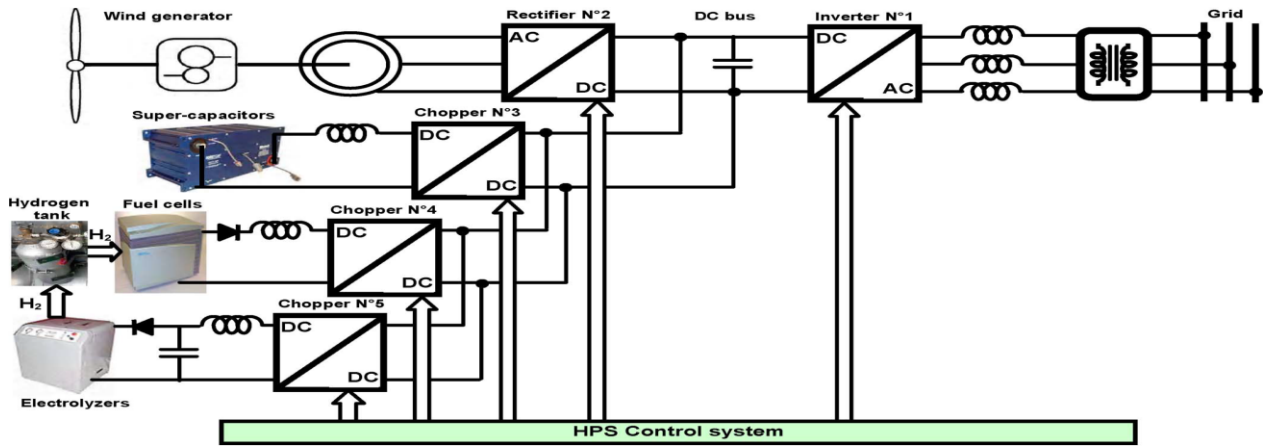 Wind generator
Rectifier N°2
DC bus
Inverter N°1
Grid
AC
DC
DC
AC
Super-capacitors
Chopper N°3
DC
DC
Hydrogen
tank
Fuel cells
Chopper N°4
H₂
DC
DC
H₂
Chopper N°5
DC
DC
Electrolyzers
HPS Control system